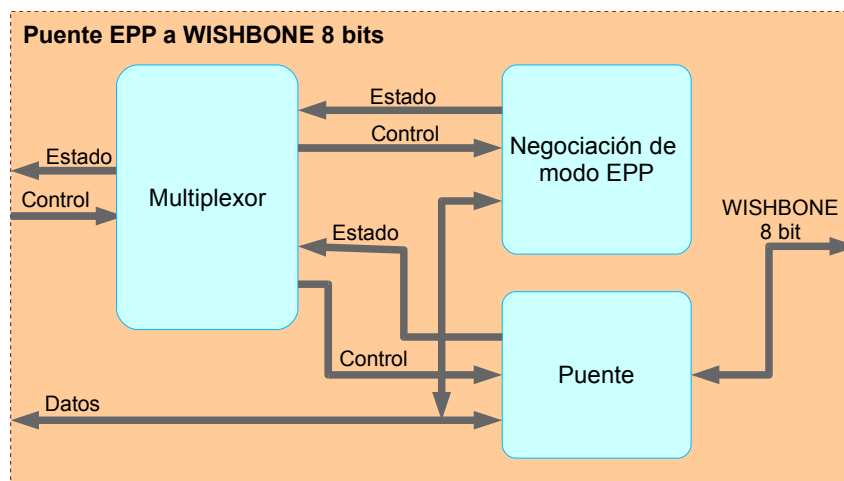 Puente EPP a WISHBONE 8 bits
Estado
Control
Negociación de
modo EPP
Estado
Control
Multiplexor
WISHBONE
8 bit
Estado
Control
Puente
Datos